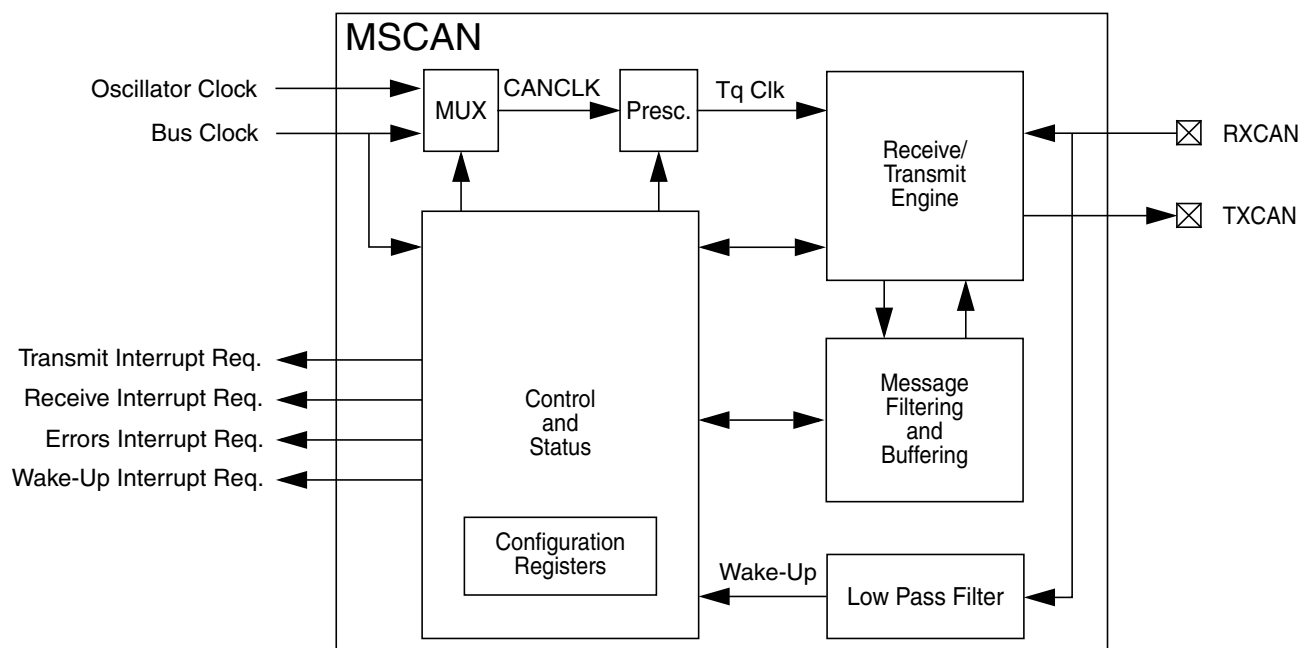 MSCAN
Oscillator Clock
Bus Clock
MUX
CANCLK
Presc.
Tq Clk
Receive/
Transmit
Engine
RXCAN
TXCAN
Transmit Interrupt Req.
Receive Interrupt Req.
Errors Interrupt Req.
Wake-Up Interrupt Req.
Control
and
Status
Message
Filtering
and
Buffering
Configuration
Registers
Wake-Up
Low Pass Filter